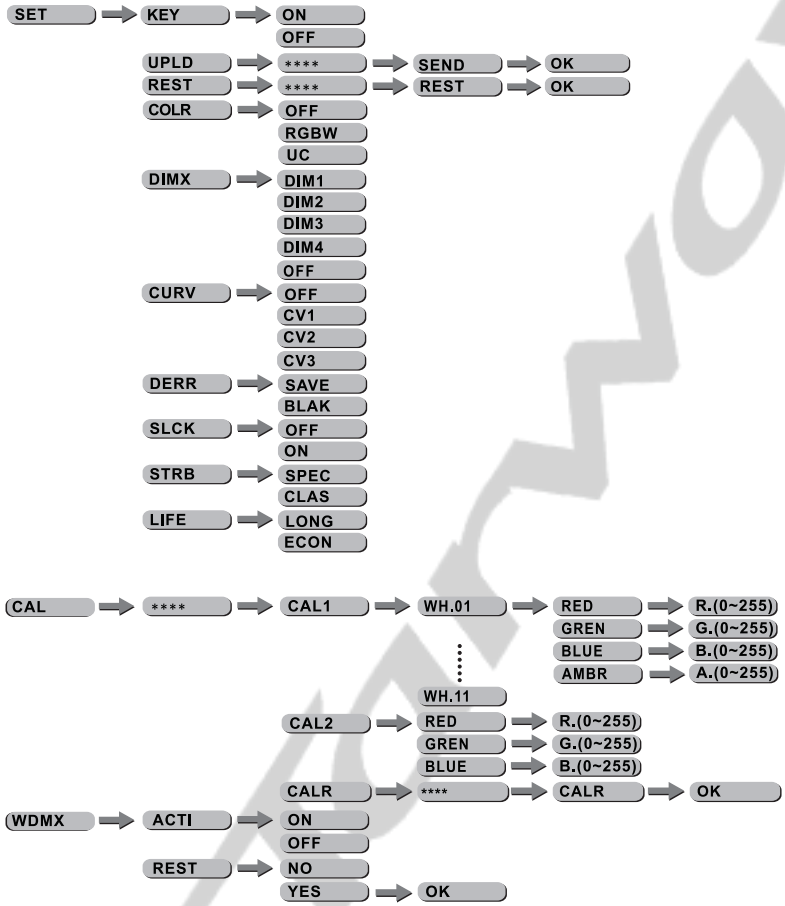 SET KEY ON
OFF
UPLD **** SEND OK
REST **** REST OK
COLR OFF
RGBW
UC
DIMX DIM1
DIM2
DIM3
DIM4
OFF
CURV OFF
CV1
CV2
CV3
DERR SAVE
BLAK
SLCK OFF
ON
STRB SPEC
CLAS
LIFE LONG
ECON
CAL **** CAL1 WH.01 RED R.(0~255)
GREN G.(0~255)
BLUE B.(0~255)
AMBR A.(0~255)
WH.11
CAL2 RED R.(0~255)
GREN G.(0~255)
BLUE B.(0~255)
CALR **** CALR OK
WDMX ACTI ON
OFF
REST NO
YES OK